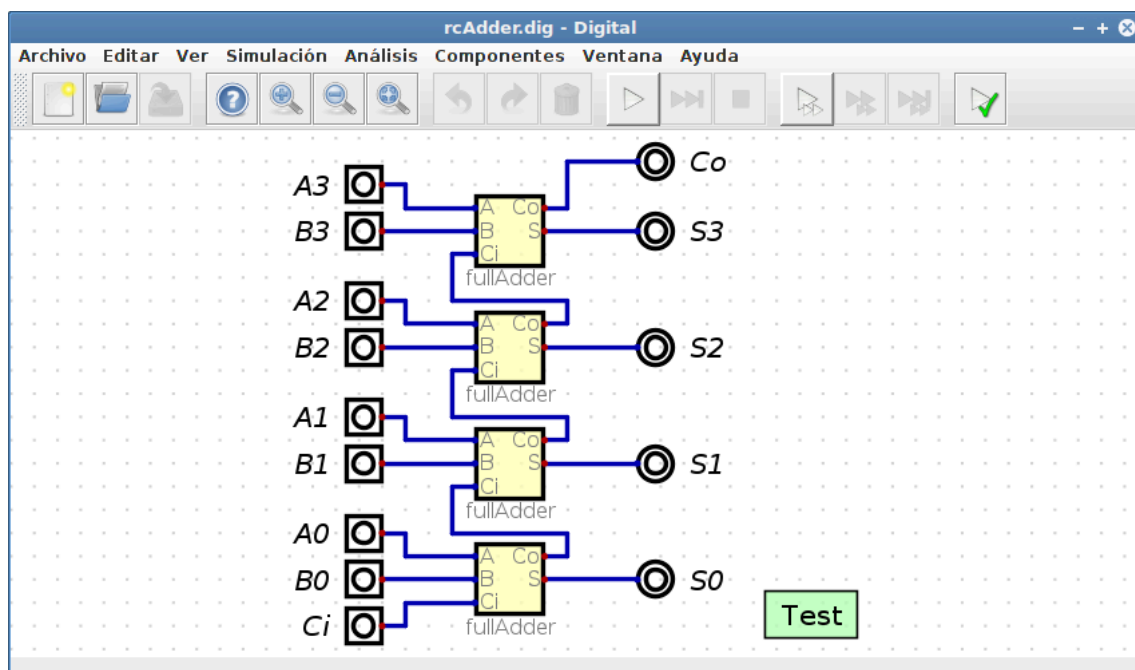 rcAdder.dig - Digital
Archivo Editar Ver Simulación Análisis Componentes Ventana Ayuda
Co
A3
A Co
B3
B S
S3
Ci
fullAdder
A2
A Co
B2
B S
S2
Ci
fullAdder
A1
A Co
B1
B S
S1
Ci
fullAdder
A0
A Co
B0
B S
S0
Ci
Ci
fullAdder
Test